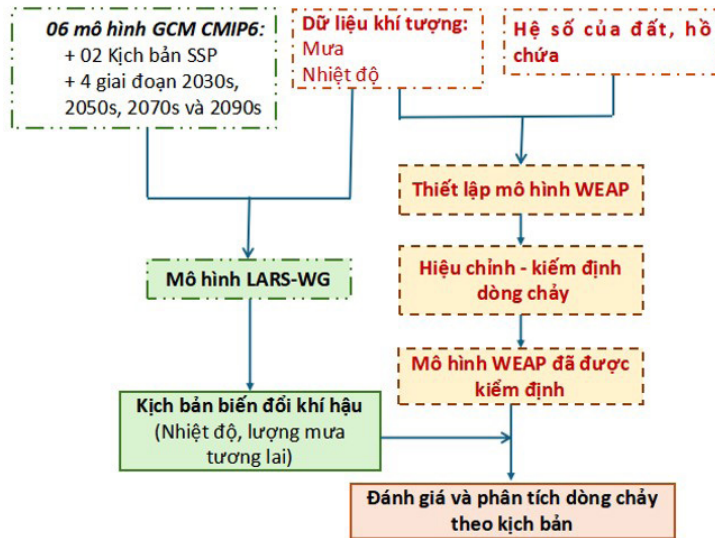 06 mô hình GCM CMIP6:
+ 02 Kịch bản SSP
+ 4 giai đoạn 2030s,
2050s, 2070s và 2090s
Dữ liệu khí tượng:
Mưa
Nhiệt độ
Hệ số của đất, hồ
chứa
Thiết lập mô hình WEAP
Mô hình LARS-WG
Hiệu chỉnh - kiểm định
dòng chảy
Mô hình WEAP đã được
kiểm định
Kịch bản biến đổi khí hậu
(Nhiệt độ, lượng mưa
tương lai)
Đánh giá và phân tích dòng chảy
theo kịch bản